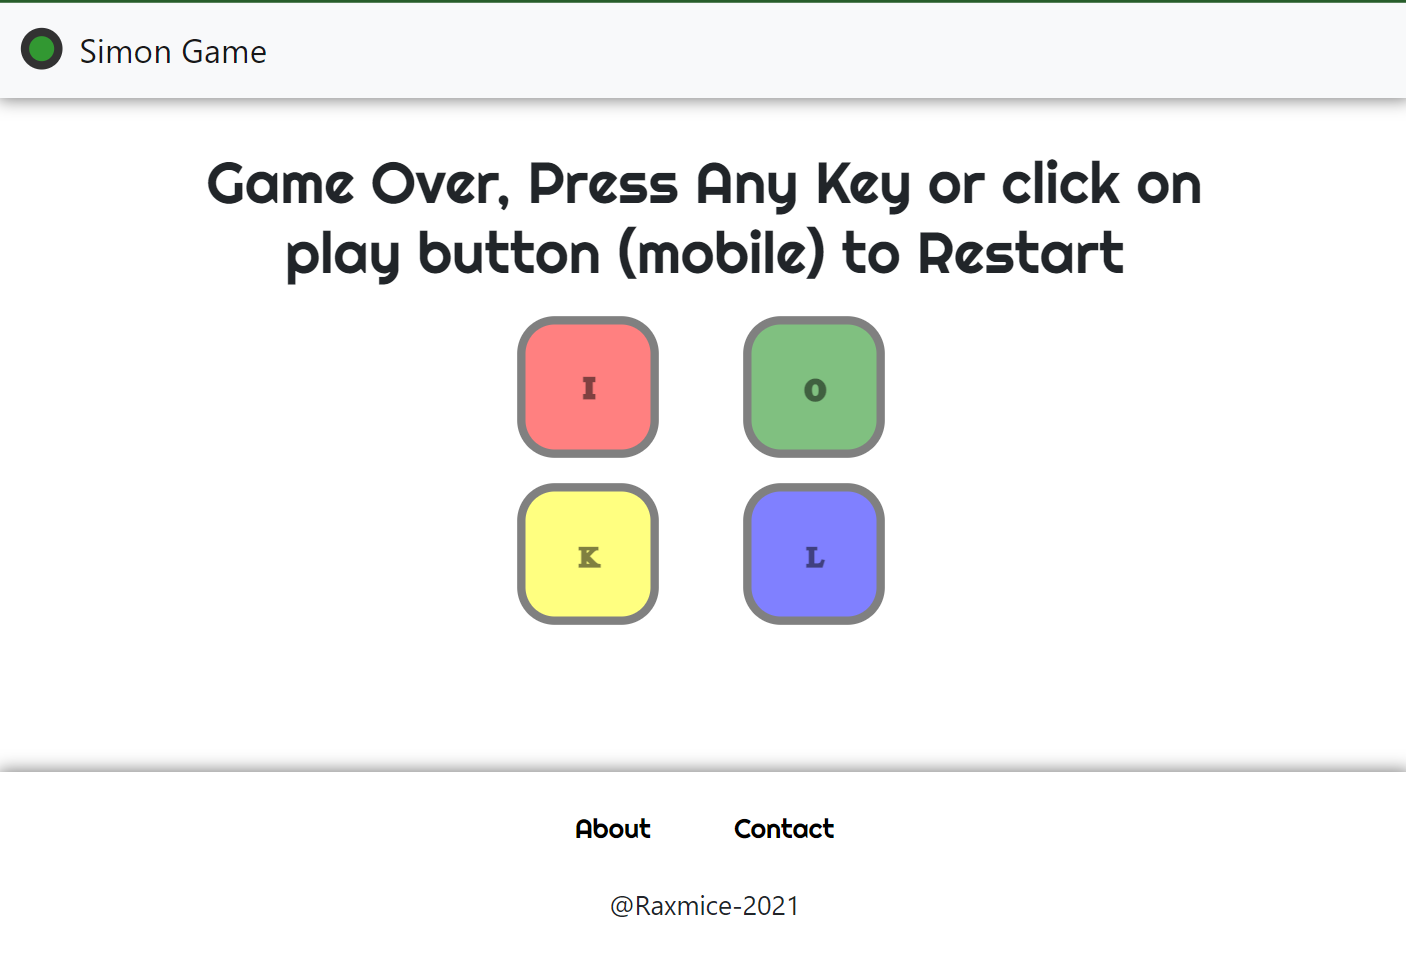 Simon Game
Game Over, Press Any Key or click on
play button (mobile) to Restart
I
O
K
L
About Contact
@Raxmice-2021